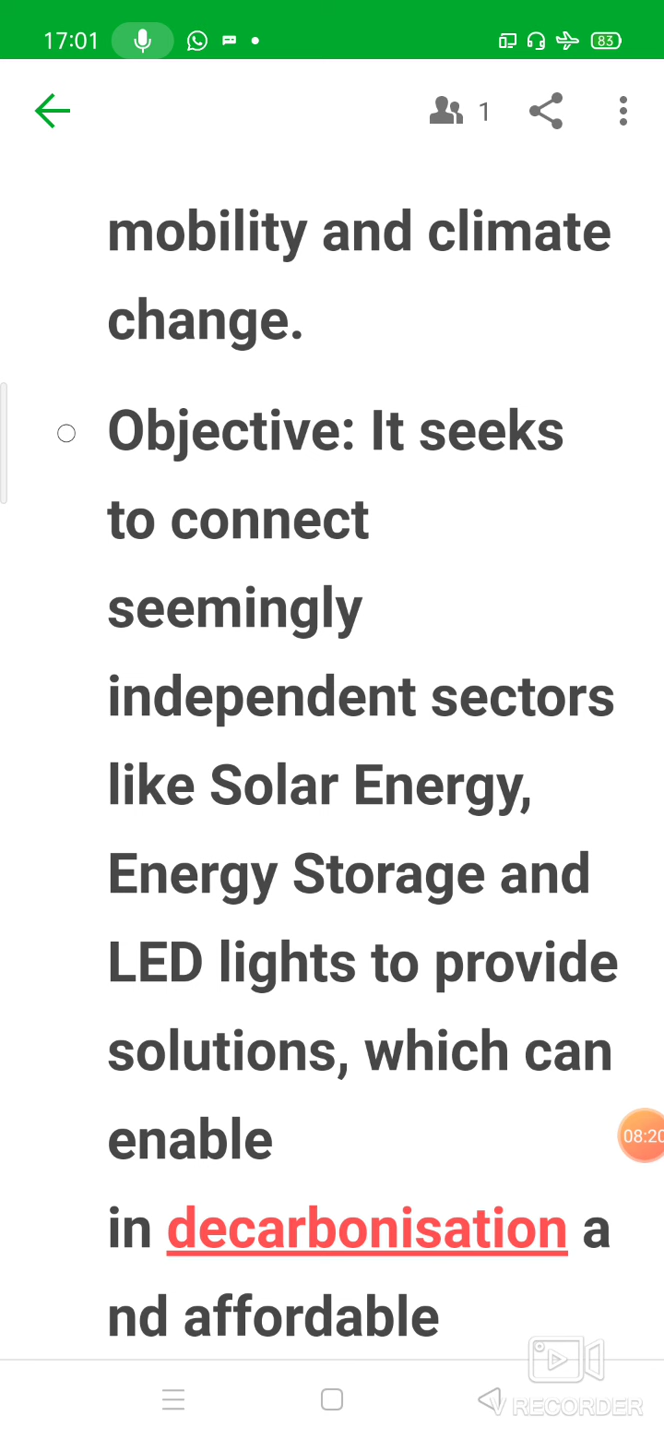 17:01
83
1
mobility and climate
change.
Objective: It seeks
to connect
seemingly
independent sectors
like Solar Energy,
Energy Storage and
LED lights to provide
solutions, which can
enable
08:20
in decarbonisation a
nd affordable
V RECORDER